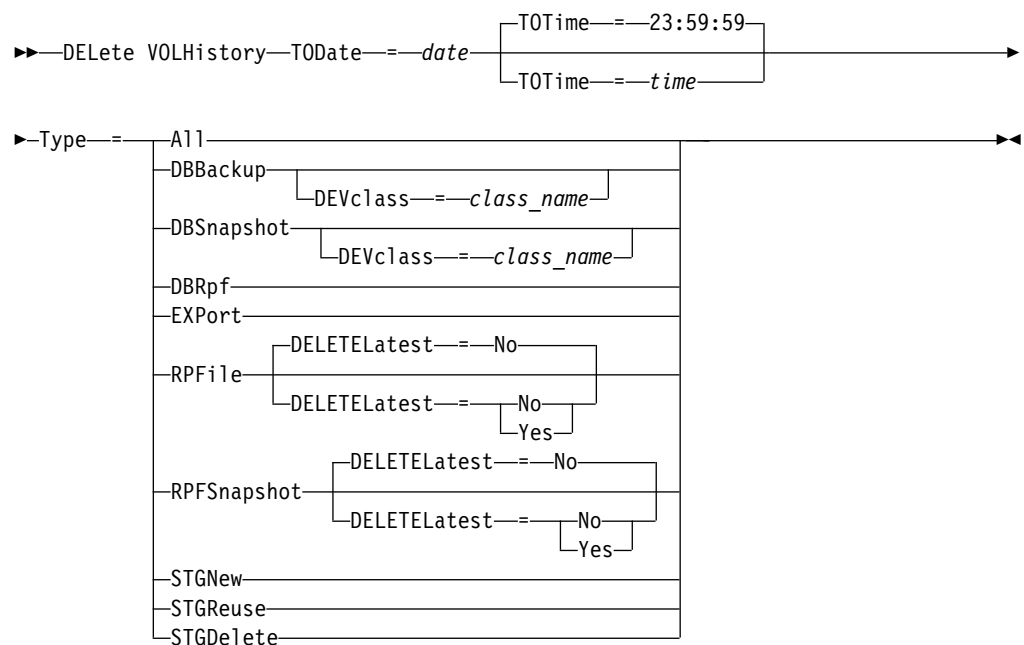 TOTime = 23:59:59
DELete VOLHistory TODate = date
TOTime = time
Type = All
DBBackup
DEVclass = class_name
DBSnapshot
DEVclass = class_name
DBRpf
EXPort
DELETELatest = No
RPFile
DELETELatest = No
Yes
DELETELatest = No
RPFSnapshot
DELETELatest = No
Yes
STGNew
STGReuse
STGDelete